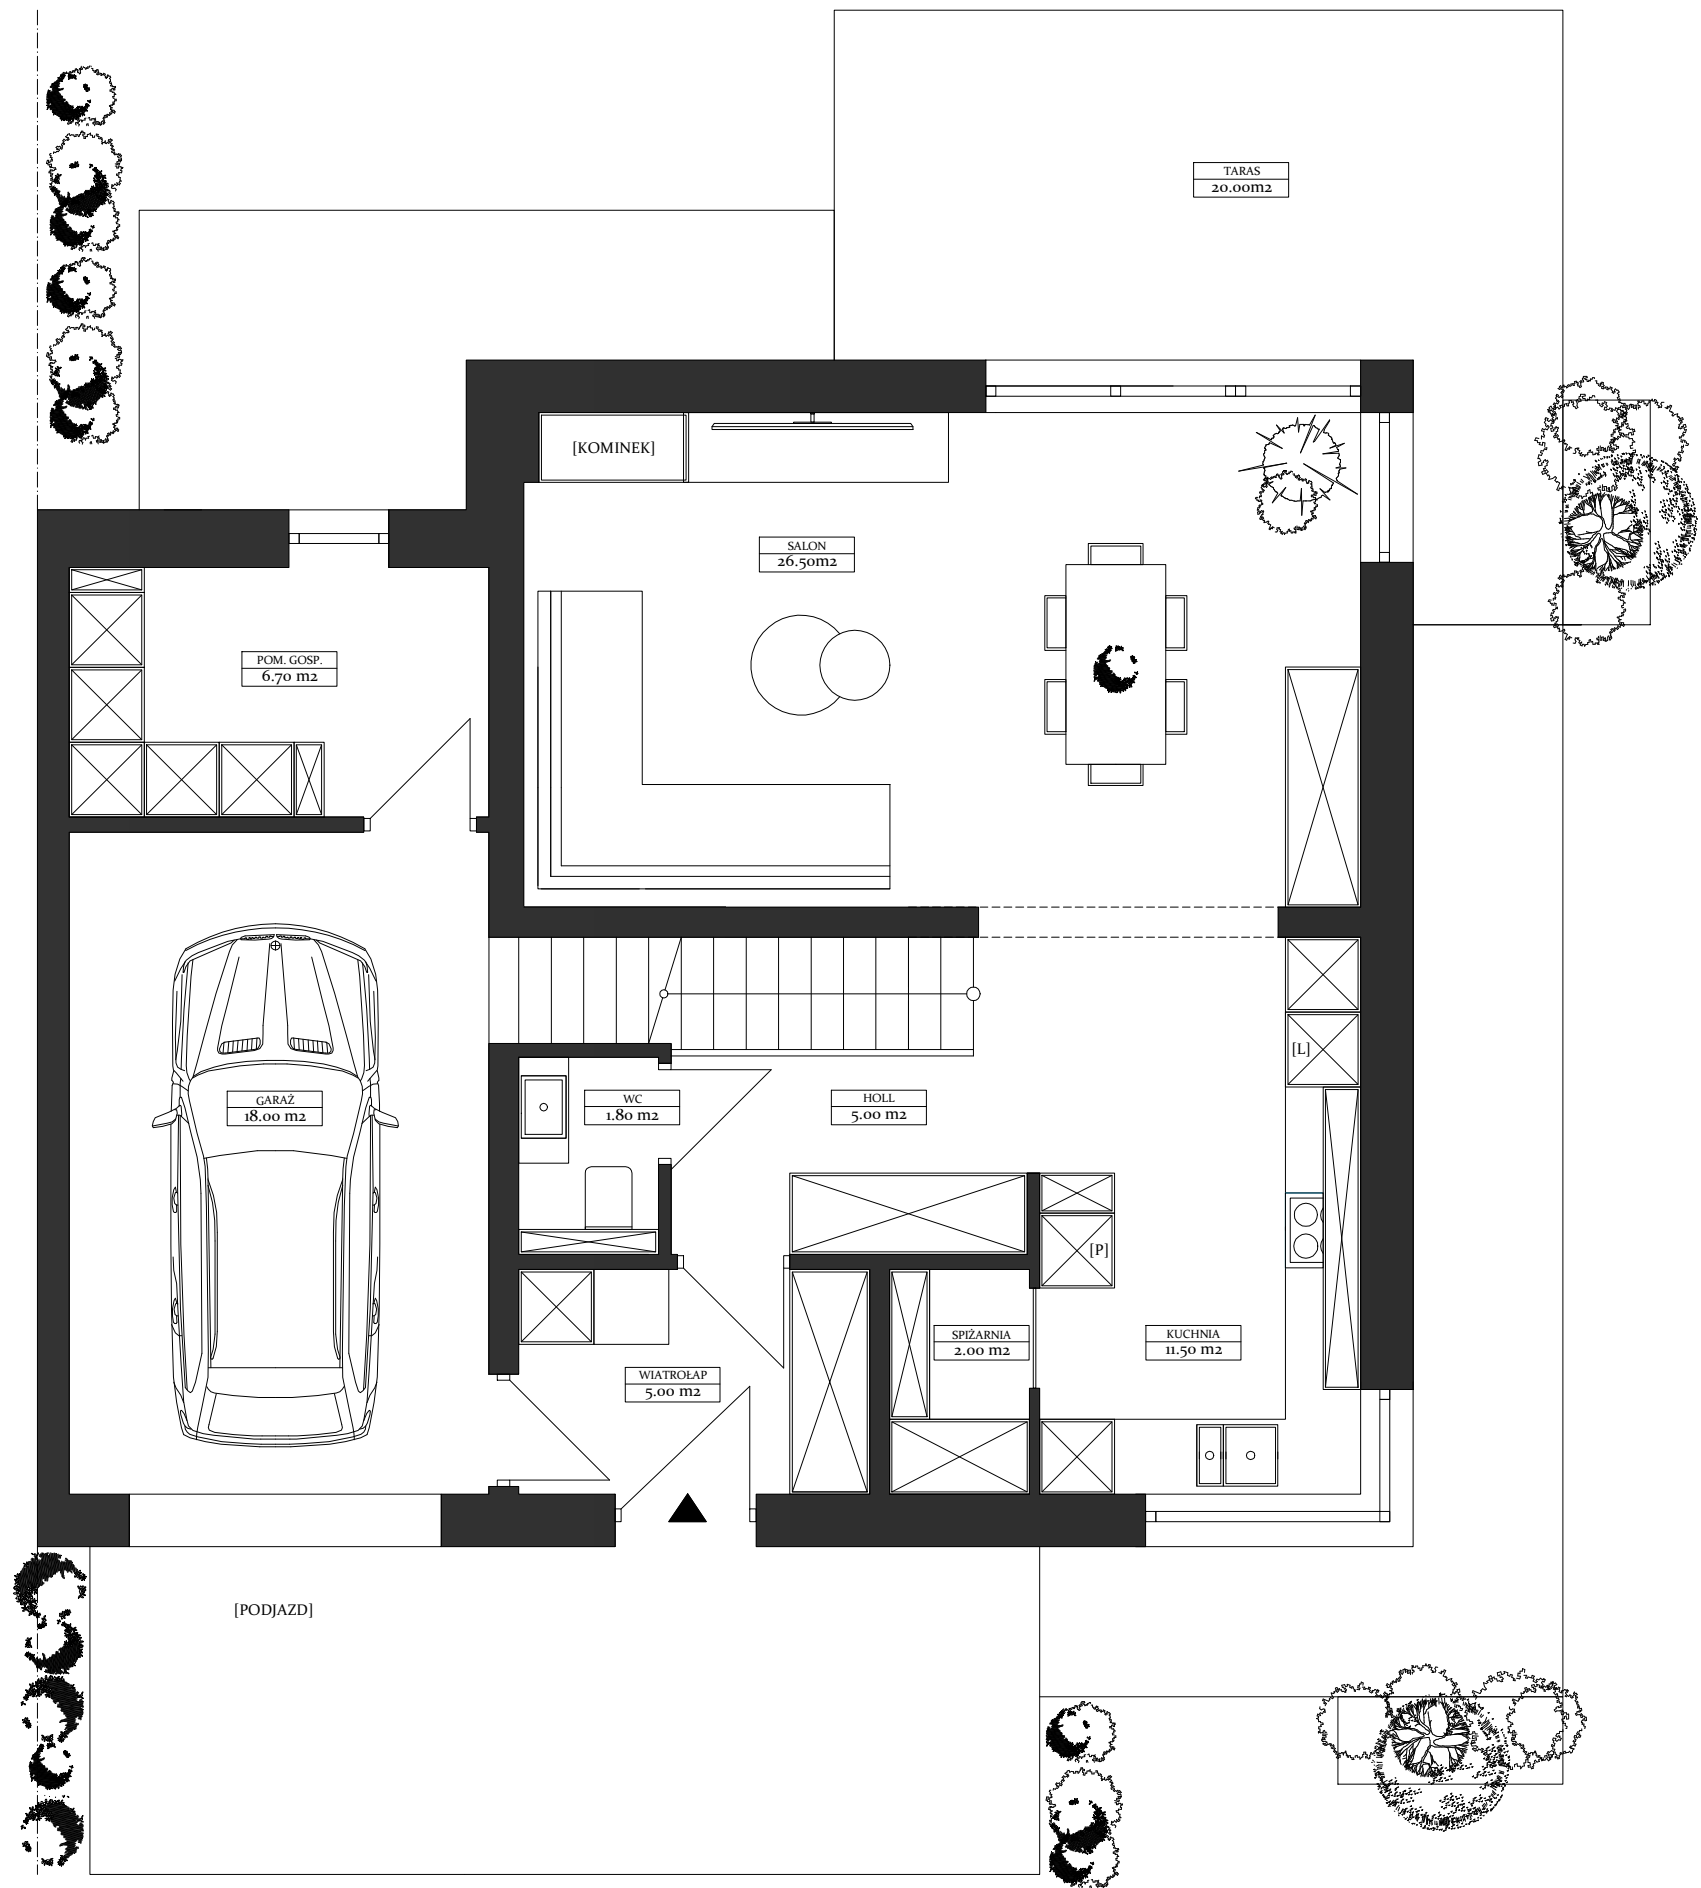 TARAS
20.00m2
[KOMINEK]
SALON
26.50m2
POM. GOSP.
6.70 m2
[L]
GARAŻ
18.00 m2
WC
1.80 m2
HOLL
5.00 m2
[P]
SPIŻARNIA
2.00 m2
KUCHNIA
11.50 m2
WIATROŁAP
5.00 m2
[PODJAZD]